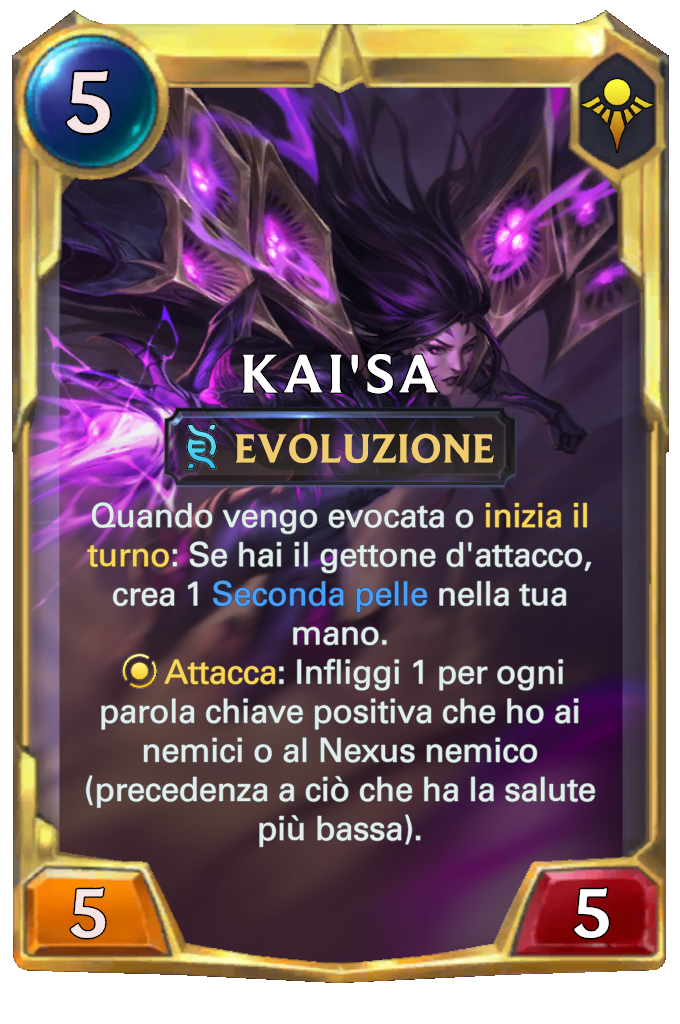 5
KAI'SA
EVOLUZIONE
Quando vengo evocata o inizia il
turno: Se hai il gettone d'attacco,
crea 1 Seconda pelle nella tua
mano.
Attacca: Infliggi 1 per ogni
parola chiave positiva che ho ai
nemici o al Nexus nemico
(precedenza a ciò che ha la salute
più bassa).
5
5